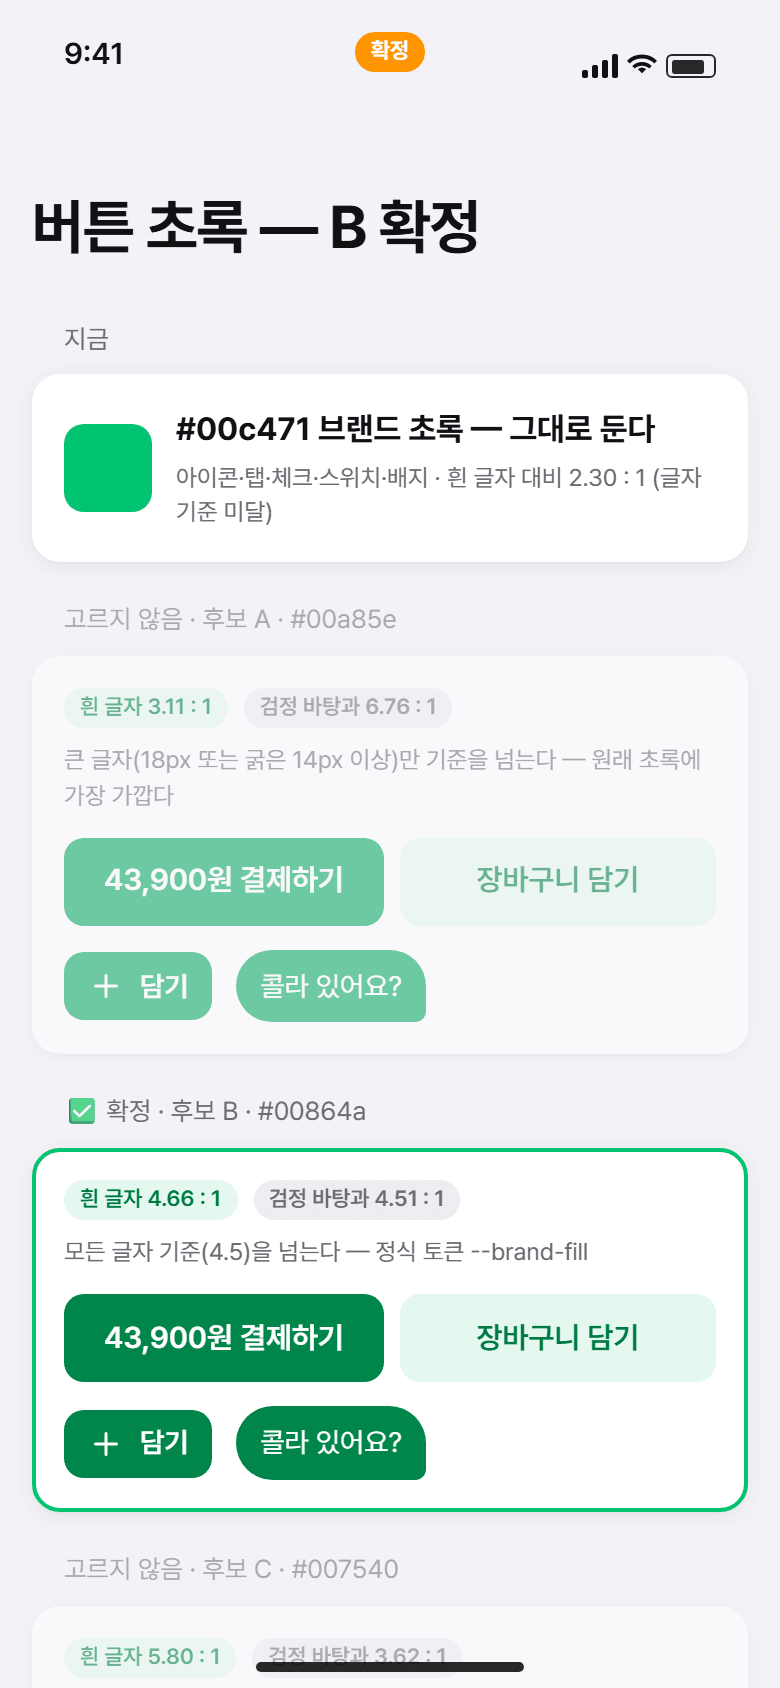 9:41
확정
버튼 초록 — B 확정
지금
#00c471 브랜드 초록 — 그대로 둔다
아이콘·탭·체크·스위치·배지 · 흰 글자 대비 2.30 : 1 (글자
기준 미달)
고르지 않음 · 후보 A · #00a85e
흰 글자 3.11 : 1 검정 바탕과 6.76 : 1
큰 글자(18px 또는 굵은 14px 이상)만 기준을 넘는다 — 원래 초록에
가장 가깝다
43,900원 결제하기 장바구니 담기
+ 담기 콜라 있어요?
✅ 확정 · 후보 B · #00864a
흰 글자 4.66 : 1 검정 바탕과 4.51 : 1
모든 글자 기준(4.5)을 넘는다 — 정식 토큰 --brand-fill
43,900원 결제하기 장바구니 담기
+ 담기 콜라 있어요?
고르지 않음 · 후보 C · #007540
흰 글자 5.80 : 1 검정 바탕과 3.62 : 1